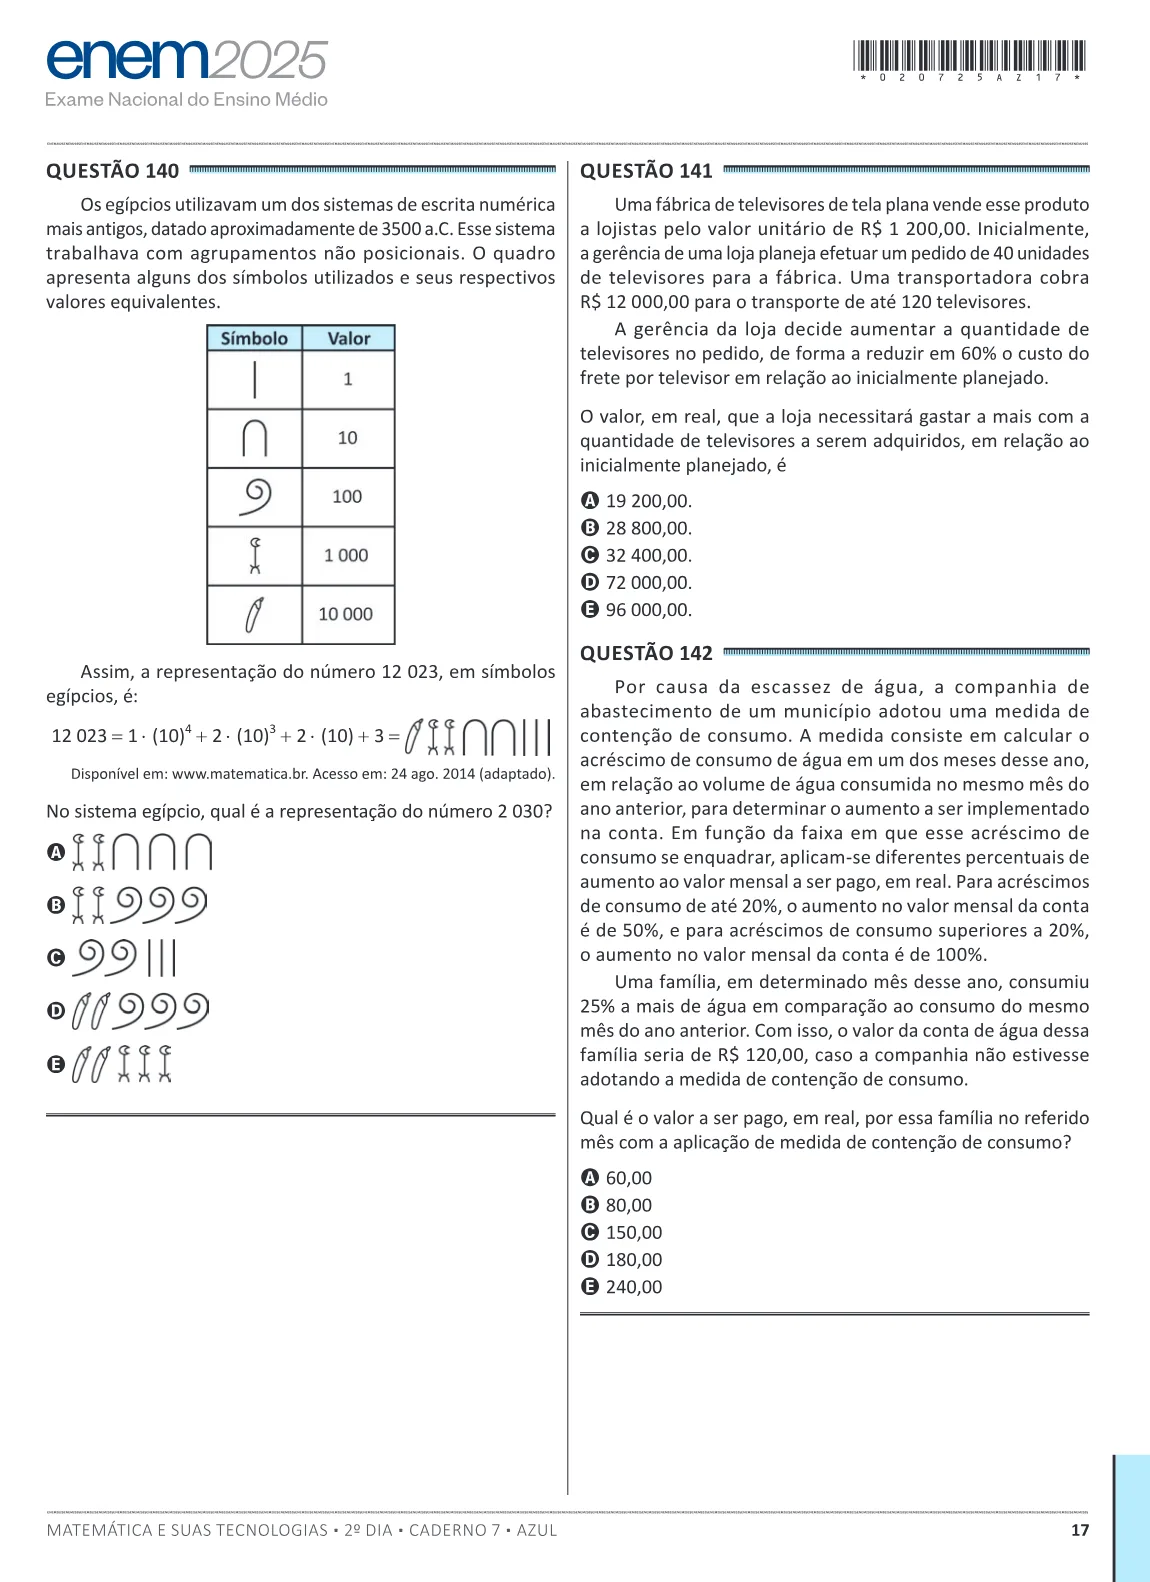 enem2025
Exame Nacional do Ensino Médio
*020725AZ17*
QUESTÃO 140
Os egípcios utilizavam um dos sistemas de escrita numérica
mais antigos, datado aproximadamente de 3500 a.C. Esse sistema
trabalhava com agrupamentos não posicionais. O quadro
apresenta alguns dos símbolos utilizados e seus respectivos
valores equivalentes.
Símbolo Valor
1
10
100
1 000
10 000
Assim, a representação do número 12 023, em símbolos
egípcios, é:
12 023 = 1 · (10)⁴ + 2 · (10)³ + 2 · (10) + 3 =
Disponível em: www.matematica.br. Acesso em: 24 ago. 2014 (adaptado).
No sistema egípcio, qual é a representação do número 2 030?
A
B
C
D
E
QUESTÃO 141
Uma fábrica de televisores de tela plana vende esse produto
a lojistas pelo valor unitário de R$ 1 200,00. Inicialmente,
a gerência de uma loja planeja efetuar um pedido de 40 unidades
de televisores para a fábrica. Uma transportadora cobra
R$ 12 000,00 para o transporte de até 120 televisores.
A gerência da loja decide aumentar a quantidade de
televisores no pedido, de forma a reduzir em 60% o custo do
frete por televisor em relação ao inicialmente planejado.
O valor, em real, que a loja necessitará gastar a mais com a
quantidade de televisores a serem adquiridos, em relação ao
inicialmente planejado, é
A 19 200,00.
B 28 800,00.
C 32 400,00.
D 72 000,00.
E 96 000,00.
QUESTÃO 142
Por causa da escassez de água, a companhia de
abastecimento de um município adotou uma medida de
contenção de consumo. A medida consiste em calcular o
acréscimo de consumo de água em um dos meses desse ano,
em relação ao volume de água consumida no mesmo mês do
ano anterior, para determinar o aumento a ser implementado
na conta. Em função da faixa em que esse acréscimo de
consumo se enquadrar, aplicam-se diferentes percentuais de
aumento ao valor mensal a ser pago, em real. Para acréscimos
de consumo de até 20%, o aumento no valor mensal da conta
é de 50%, e para acréscimos de consumo superiores a 20%,
o aumento no valor mensal da conta é de 100%.
Uma família, em determinado mês desse ano, consumiu
25% a mais de água em comparação ao consumo do mesmo
mês do ano anterior. Com isso, o valor da conta de água dessa
família seria de R$ 120,00, caso a companhia não estivesse
adotando a medida de contenção de consumo.
Qual é o valor a ser pago, em real, por essa família no referido
mês com a aplicação de medida de contenção de consumo?
A 60,00
B 80,00
C 150,00
D 180,00
E 240,00
MATEMÁTICA E SUAS TECNOLOGIAS • 2º DIA • CADERNO 7 • AZUL
17